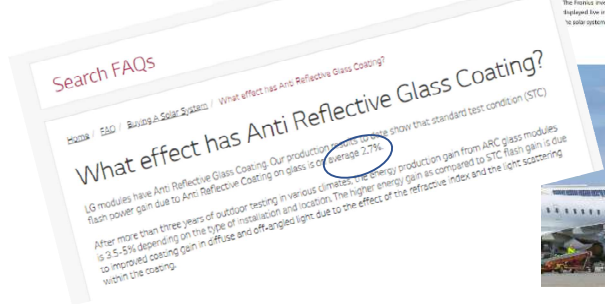 The Fronius
displayed live
solar system
Search FAQs
Home / FAQ / Buying A Solar System / What effect has Anti Reflective Glass Coating?
What effect has Anti Reflective Glass Coating?
LG modules have Anti Reflective Glass Coating. Our production results to date show that standard test condition (STC)
flash power gain due to Anti Reflective Coating on glass is on average 2.7%.
After more than three years of outdoor testing in various climates, the energy production gain from ARC glass modules
is 3.5-5% depending on the type of installation and location. The higher energy gain as compared to STC flash gain is due
to improved coating gain in diffuse and off-angled light due to the effect of the refractive index and the light scattering
within the coating.